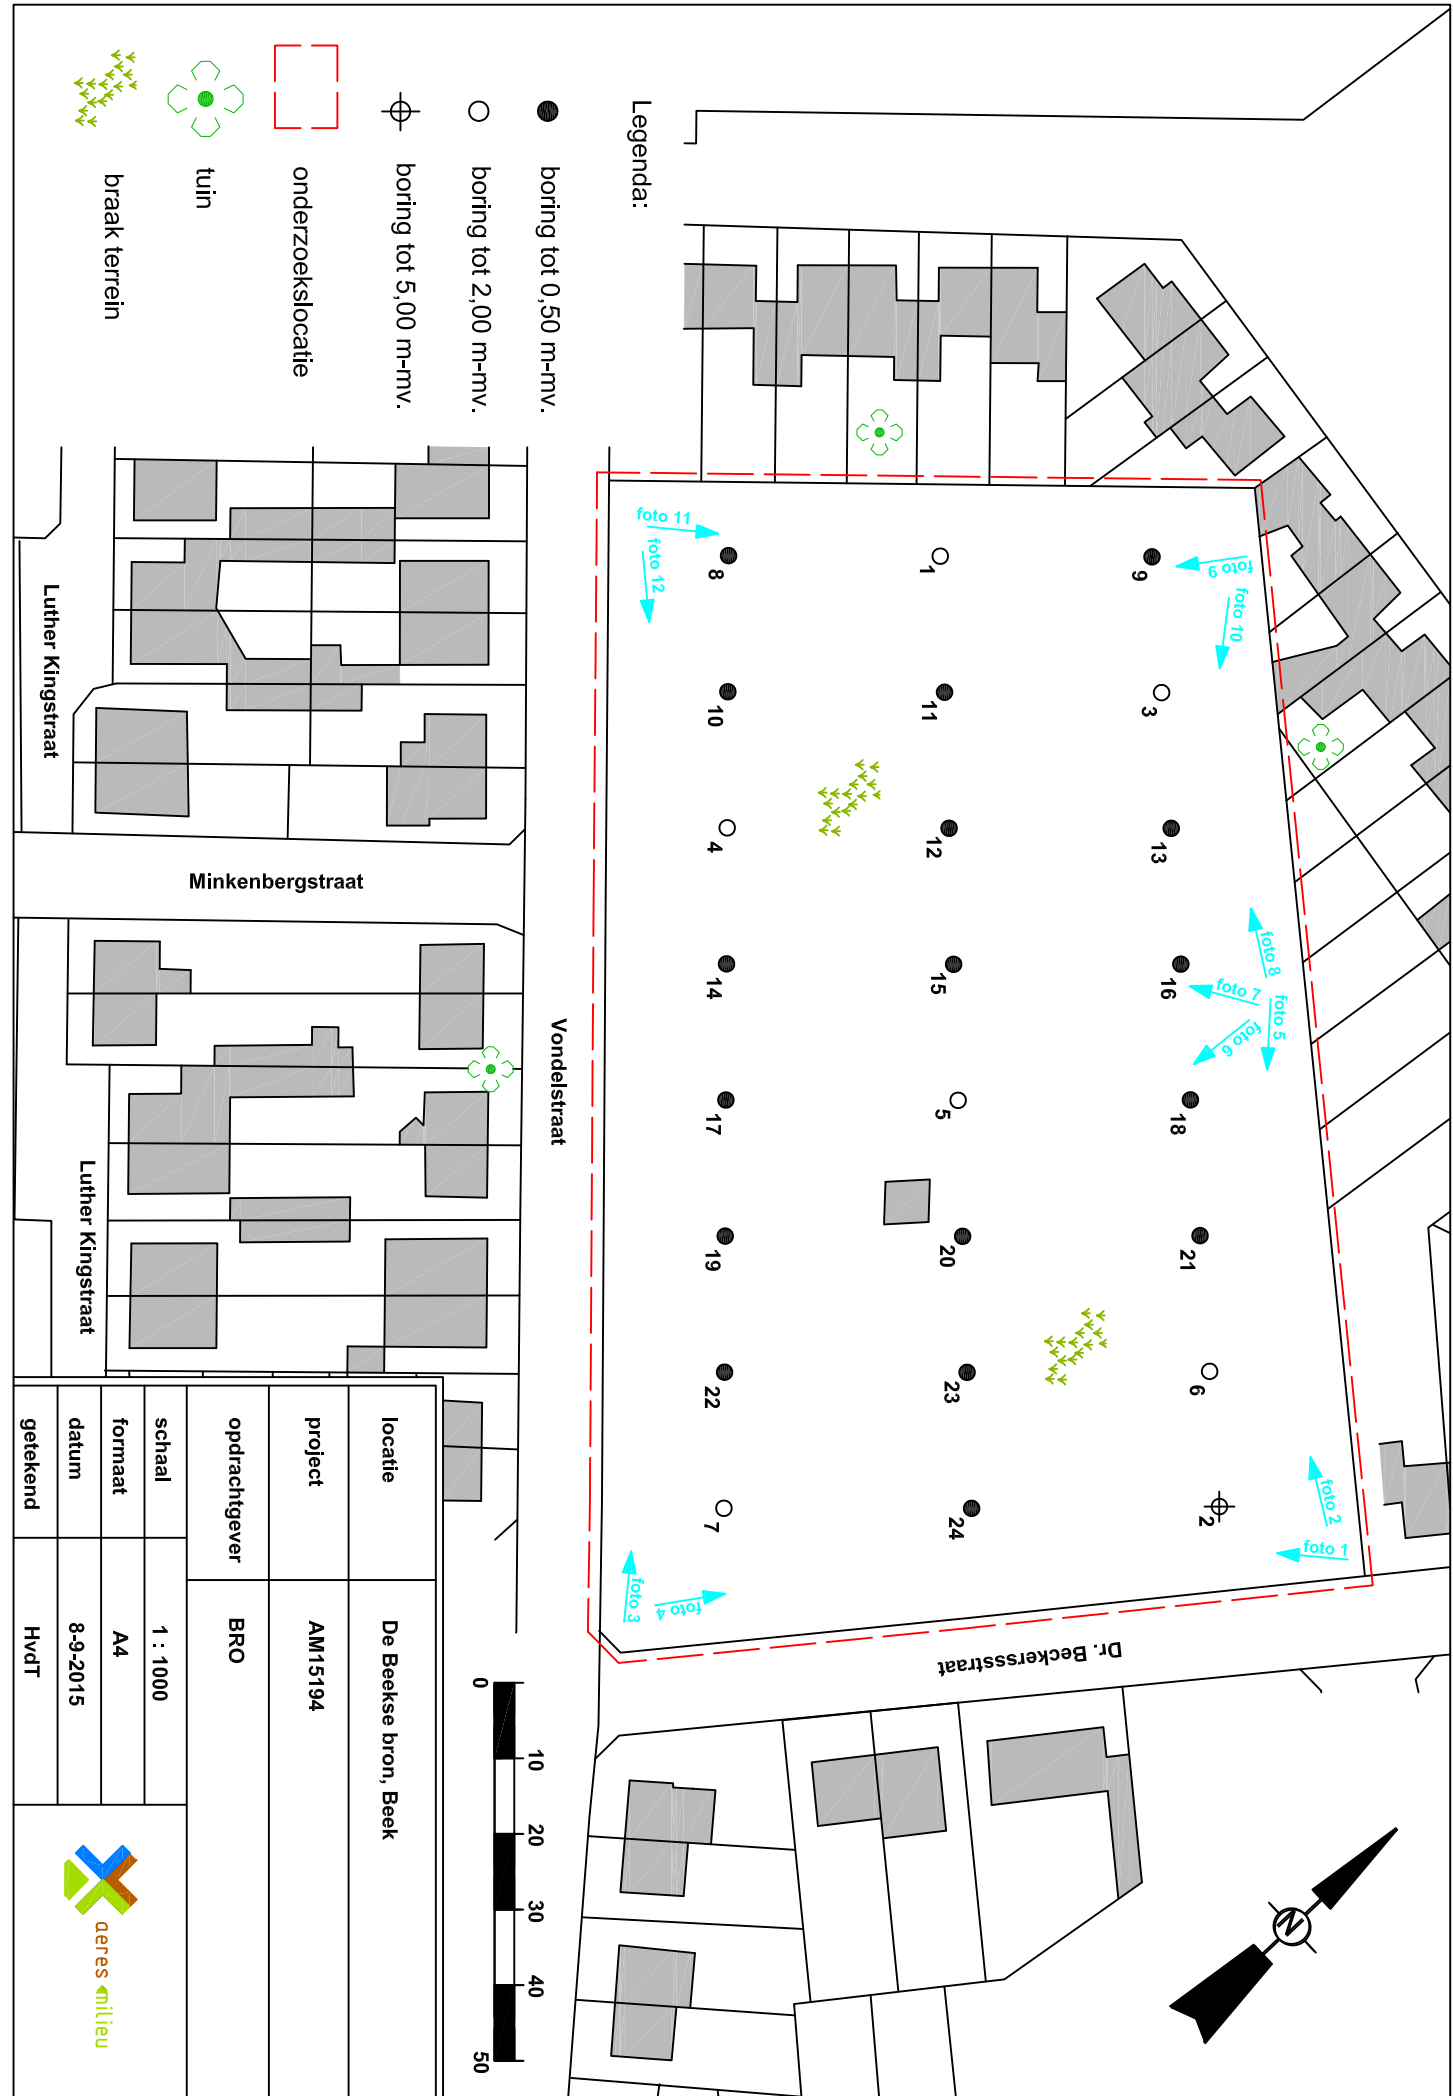 Legenda:
boring tot 0,50 m-mv.
boring tot 2,00 m-mv.
boring tot 5,00 m-mv.
onderzoekslocatie
tuin
braak terrein
foto 9
foto 10
foto 8
foto 7
foto 5
foto 6
foto 2
foto 1
9
3
13
16
18
21
6
2
1
11
12
15
5
20
23
24
8
10
4
14
17
19
22
7
foto 11
foto 12
foto 3
foto 4
Vondelstraat
Dr. Beckersstraat
Minkenbergstraat
Luther Kingstraat
Luther Kingstraat
N
0 10 20 30 40 50
locatie De Beekse bron, Beek
project AM15194
opdrachtgever BRO
schaal 1 : 1000
formaat A4
datum 8-9-2015
getekend HvdT
aeres milieu